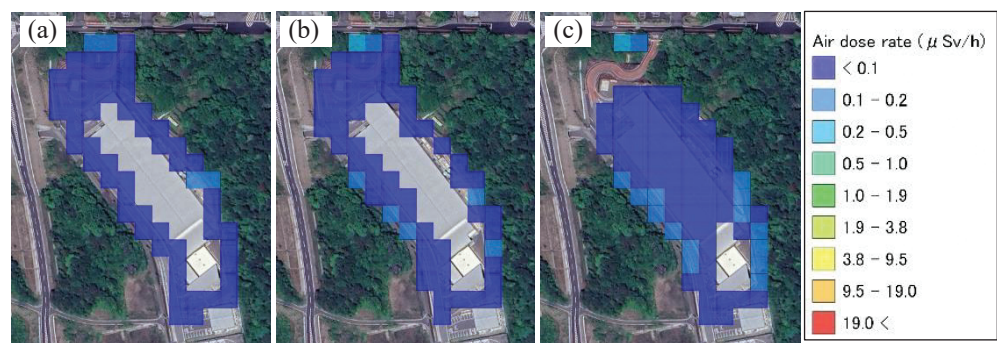 (a)
(b)
(c)
Air dose rate (μ Sv/h)
< 0.1
0.1 - 0.2
0.2 - 0.5
0.5 - 1.0
1.0 - 1.9
1.9 - 3.8
3.8 - 9.5
9.5 - 19.0
19.0 <